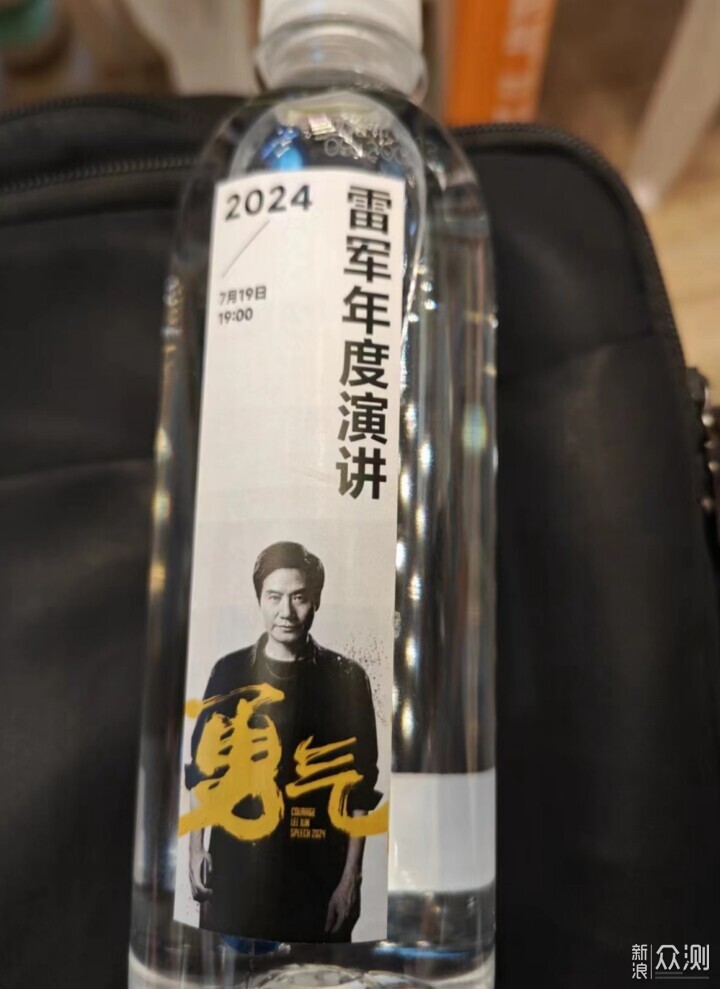 2024
7月19日
19:00
雷军年度演讲
勇气
COURAGE
LEI JUN
SPEECH 2024
新浪
众测